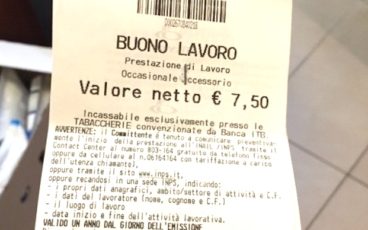 BUONO LAVORO
Prestazione di Lavoro
Occasionale Accessorio
Valore netto € 7,50
Incassabile esclusivamente presso le
TABACCHERIE convenzionate da Banca ITB.
AVVERTENZE: il Committente è tenuto a comunicare preventiva-
mente l'inizio della prestazione all'INAIL/INPS tramite il
Contact Center al numero 803-164 gratuito da telefono fisso
oppure da cellulare al n.06164164 con tariffazione a carico
dell'utenza chiamante),
oppure tramite il sito www.inps.it,
oppure recandosi in una sede INPS, indicando:
- i propri dati anagrafici, ambito/settore di attività e C.F.
- i dati del lavoratore (nome, cognome e C.F.)
- il luogo di lavoro
- data inizio e fine dell'attività lavorativa.
VALIDO UN ANNO DAL GIORNO DELL'EMISSIONE